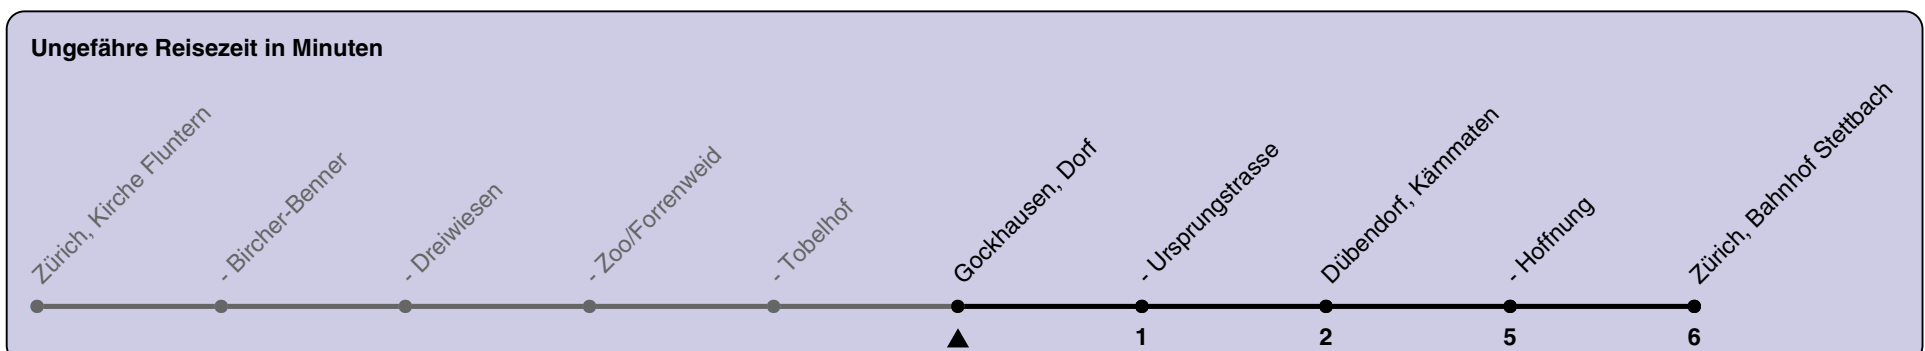 Ungefähre Reisezeit in Minuten
Zürich, Kirche Fluntern
- Bircher-Benner
- Dreiwiesen
- Zoo/Forrenweid
- Tobelhof
Gockhausen, Dorf
- Ursprungstrasse
Dübendorf, Kämmaten
- Hoffnung
Zürich, Bahnhof Stettbach
1 2 5 6